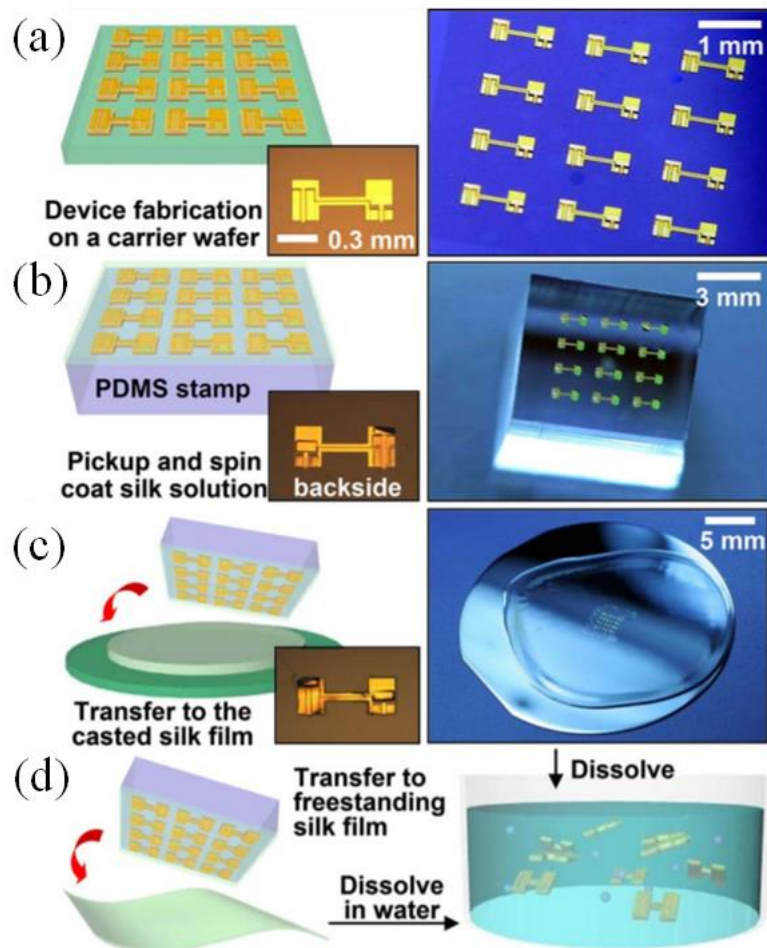 (a)
1 mm
Device fabrication
on a carrier wafer
0.3 mm
(b)
3 mm
PDMS stamp
Pickup and spin
coat silk solution
backside
(c)
5 mm
Transfer to the
casted silk film
(d)
Transfer to
freestanding
silk film
Dissolve
Dissolve
in water